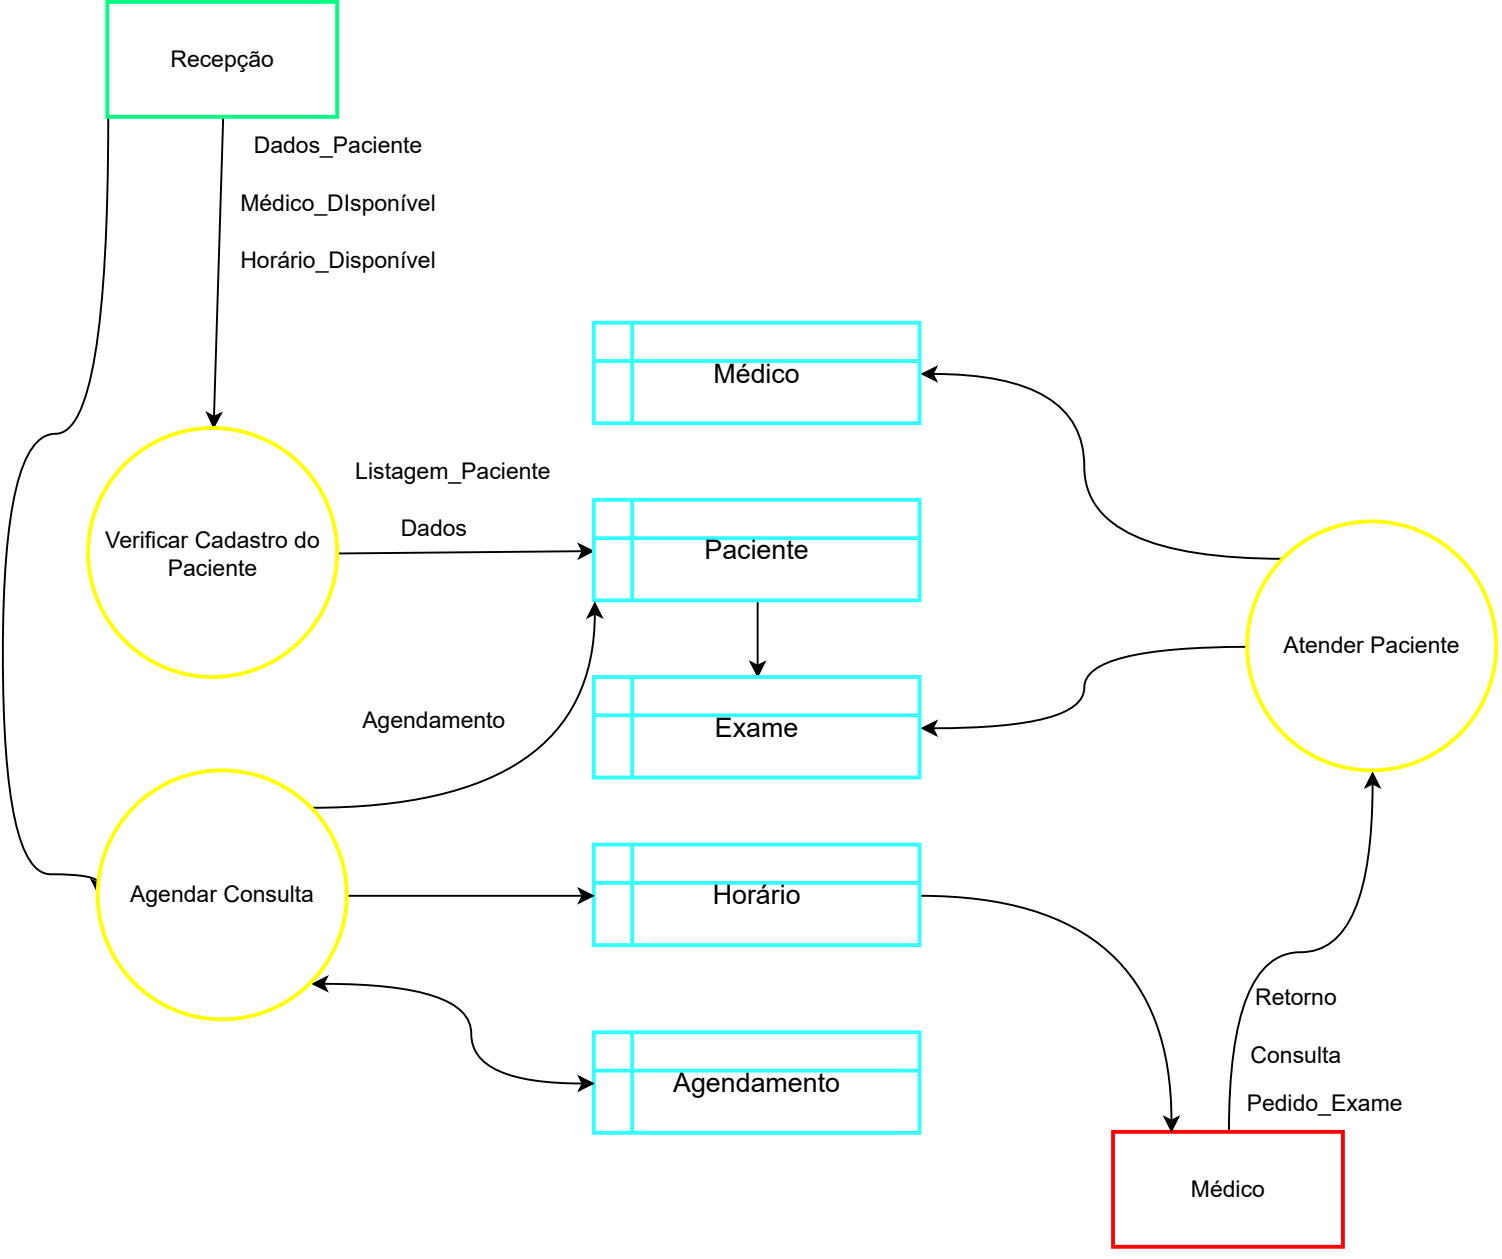 Recepção
Dados_Paciente
Médico_DIsponível
Horário_Disponível
Médico
Listagem_Paciente
Dados
Verificar Cadastro do
Paciente
Paciente
Atender Paciente
Agendamento
Exame
Agendar Consulta
Horário
Retorno
Consulta
Agendamento
Pedido_Exame
Médico